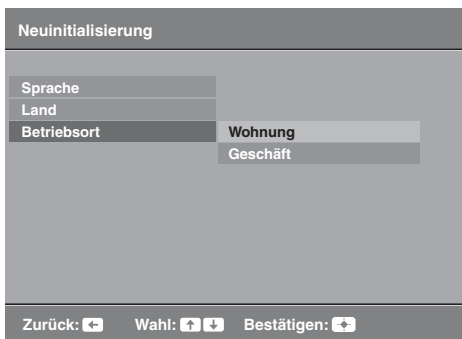 Neuinitialisierung
Sprache
Land
Betriebsort Wohnung
Geschäft
Zurück: Wahl: Bestätigen: